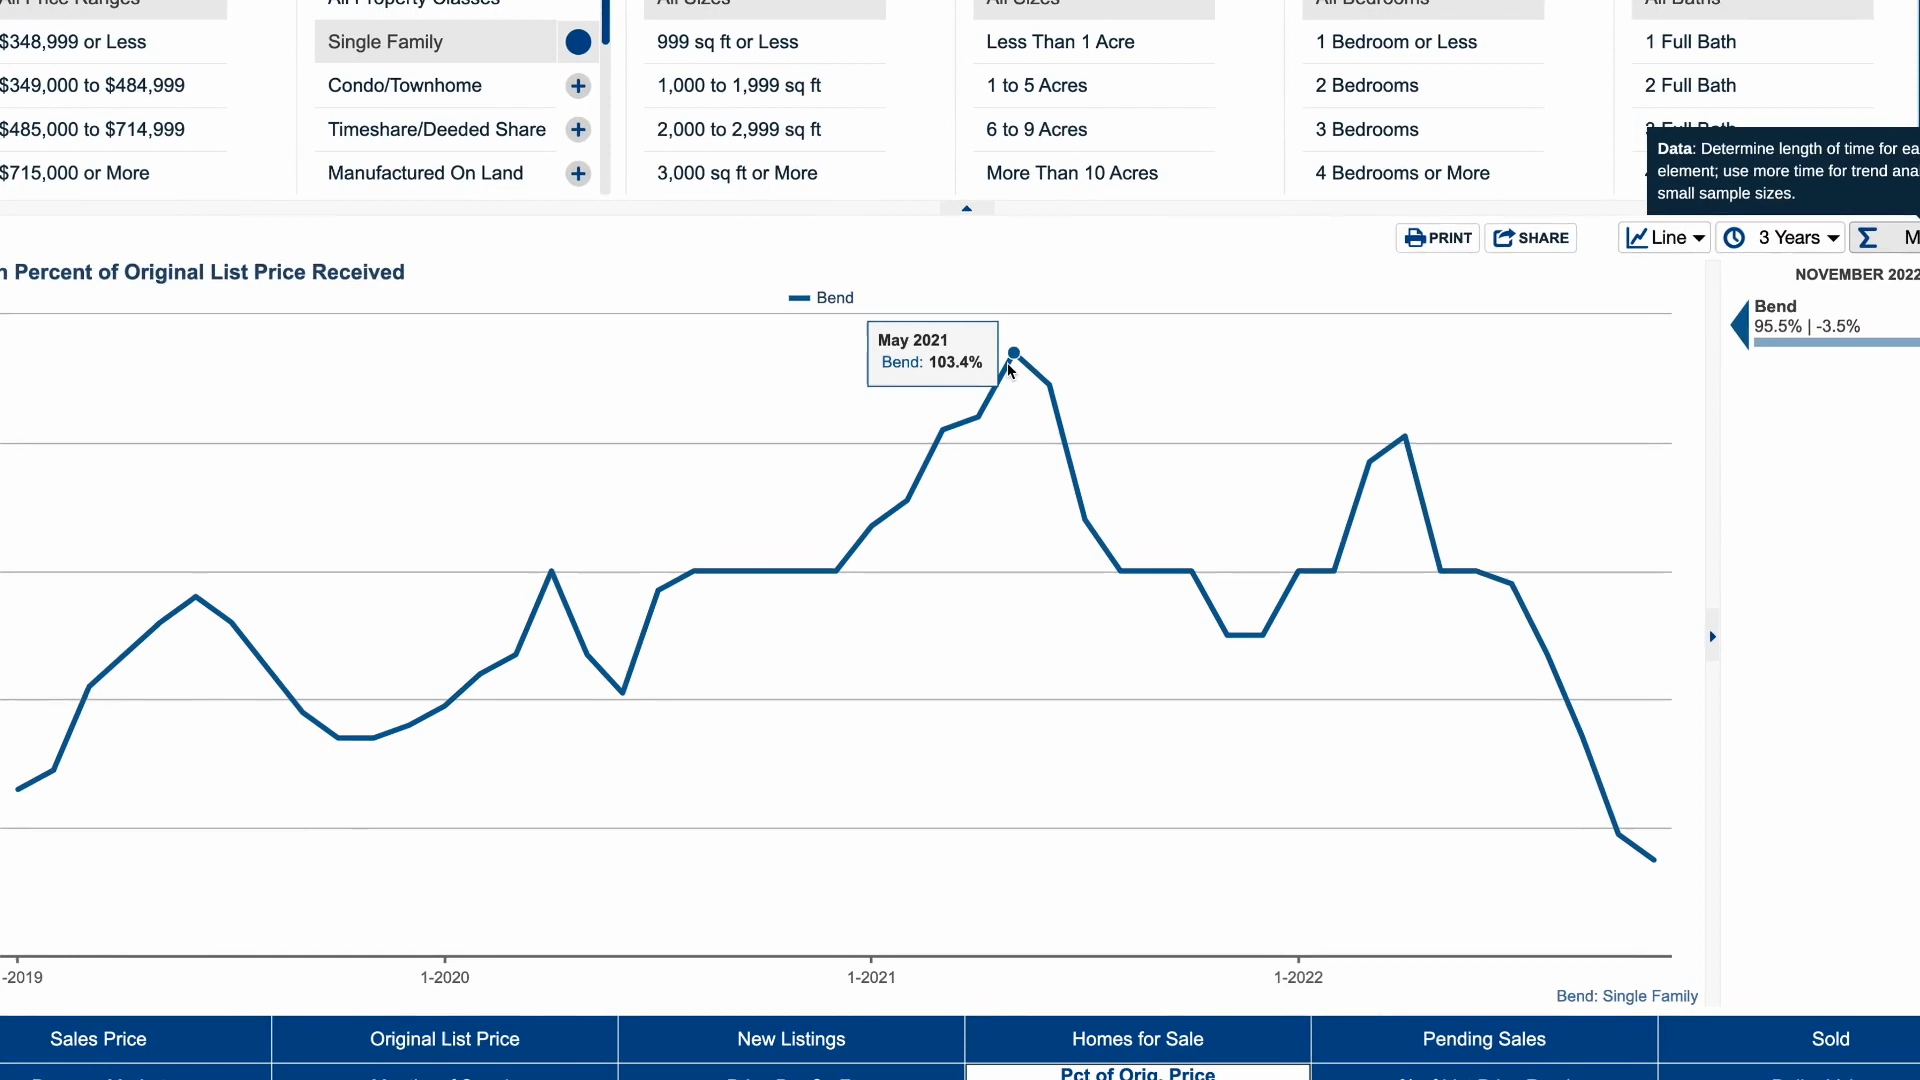 $348,999 or Less
$349,000 to $484,999
$485,000 to $714,999
$715,000 or More
Single Family
Condo/Townhome
Timeshare/Deeded Share
Manufactured On Land
999 sq ft or Less
1,000 to 1,999 sq ft
2,000 to 2,999 sq ft
3,000 sq ft or More
Less Than 1 Acre
1 to 5 Acres
6 to 9 Acres
More Than 10 Acres
1 Bedroom or Less
2 Bedrooms
3 Bedrooms
4 Bedrooms or More
1 Full Bath
2 Full Bath
Data: Determine length of time for ea
element; use more time for trend ana
small sample sizes.
PRINT
SHARE
Line
3 Years
M
n Percent of Original List Price Received
Bend
May 2021
Bend: 103.4%
NOVEMBER 2022
Bend
95.5% | -3.5%
-2019
1-2020
1-2021
1-2022
Bend: Single Family
Sales Price
Original List Price
New Listings
Homes for Sale
Pending Sales
Sold
Pct of Orig. Price